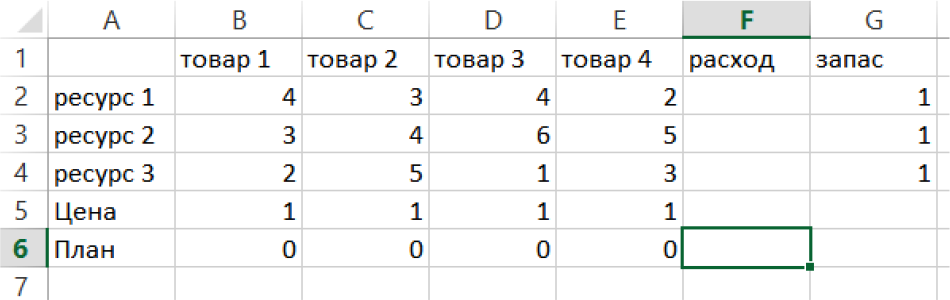 A B C D E F G
1 товар 1 товар 2 товар 3 товар 4 расход запас
2 ресурс 1 4 3 4 2 1
3 ресурс 2 3 4 6 5 1
4 ресурс 3 2 5 1 3 1
5 Цена 1 1 1 1
6 План 0 0 0 0
7